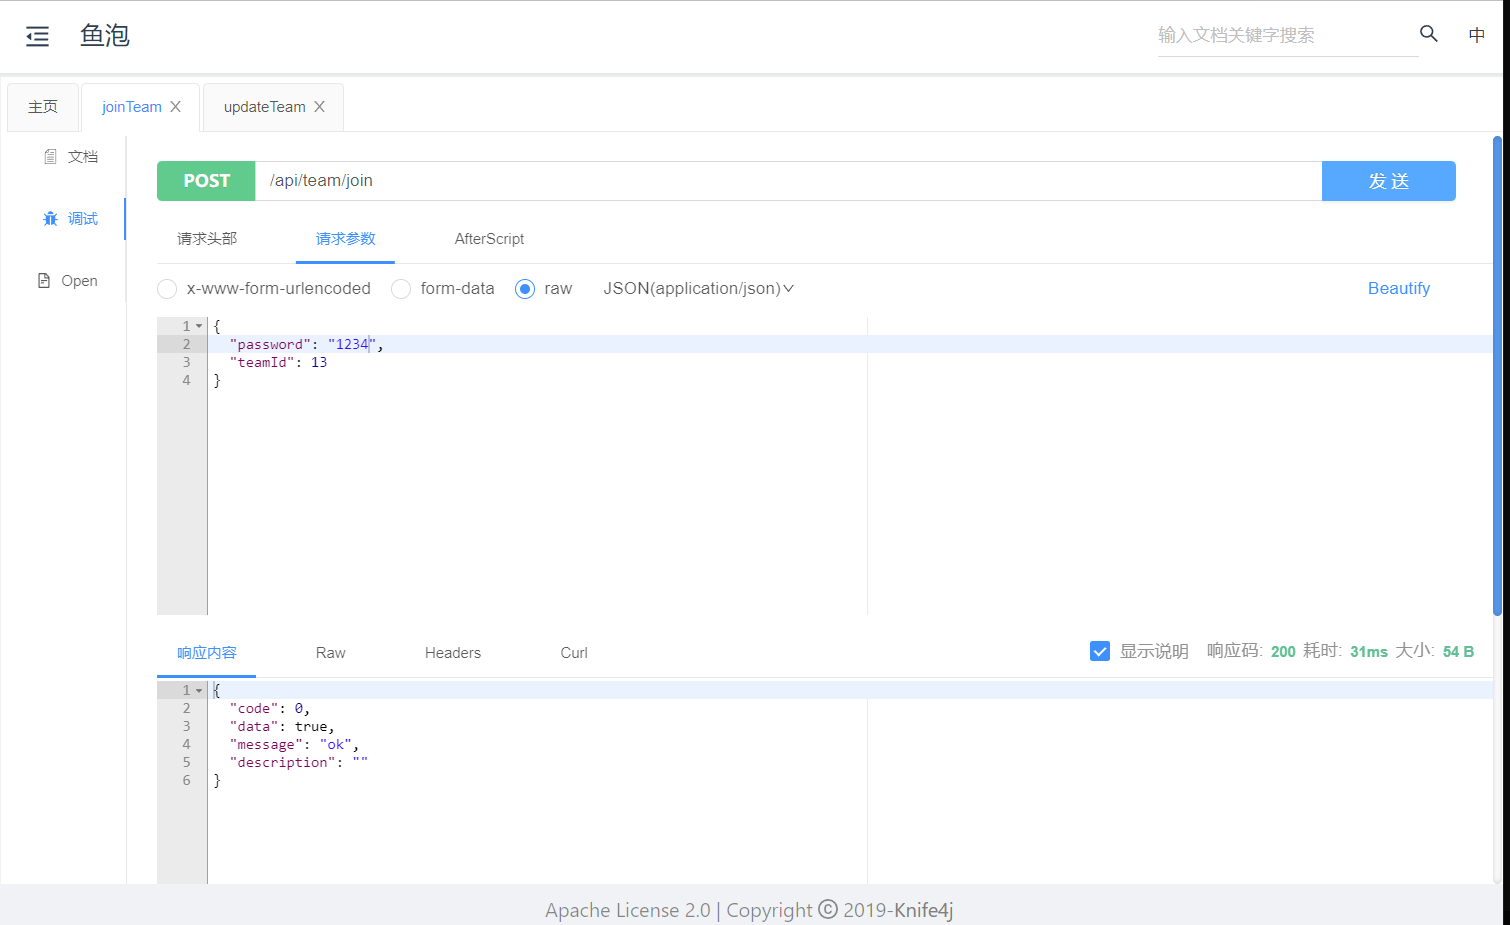 鱼泡
输入文档关键字搜索
中
主页
joinTeam
updateTeam
文档
调试
Open
POST /api/team/join 发 送
请求头部 请求参数 AfterScript
x-www-form-urlencoded form-data raw JSON(application/json) Beautify
1 {
2 "password": "1234",
3 "teamId": 13
4 }
响应内容 Raw Headers Curl
显示说明 响应码: 200 耗时: 31ms 大小: 54 B
1 {
2 "code": 0,
3 "data": true,
4 "message": "ok",
5 "description": ""
6 }
Apache License 2.0 | Copyright © 2019-Knife4j